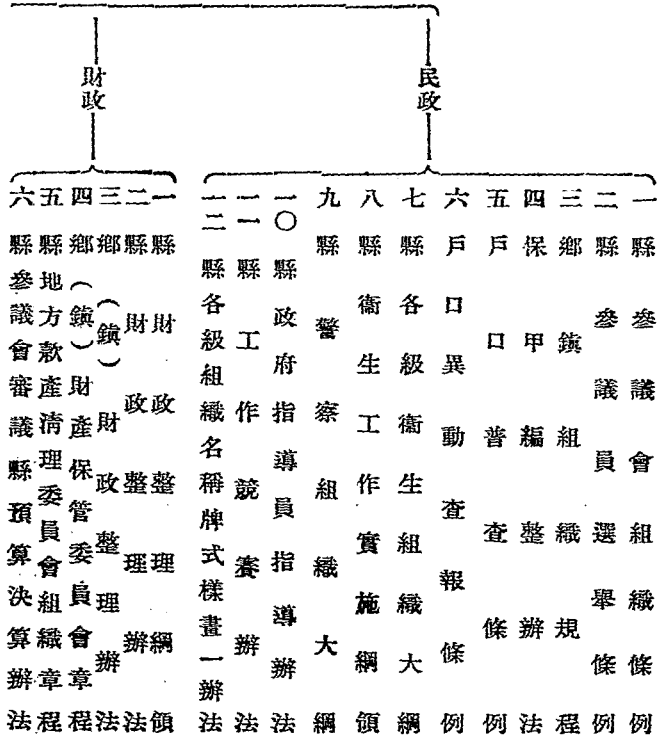 民政
一 縣參議會組織條例
二 縣參議員選舉條例
三 鄉鎮組織規程
四 保甲編整辦法
五 戶口普查條例
六 戶口異動查報條例
七 縣各級衞生組織大綱
八 縣衞生工作實施綱領
九 縣警察組織大綱
一〇 縣政府指導員指導辦法
一一 縣工作競賽辦法
一二 縣各級組織名稱牌式樣畫一辦法
財政
一 縣財政整理綱領
二 縣財政整理辦法
三 鄉(鎮)財政整理辦法
四 鄉(鎮)財產保管委員會章程
五 縣地方款產清理委員會組織章程
六 縣參議會審議縣預算決算辦法